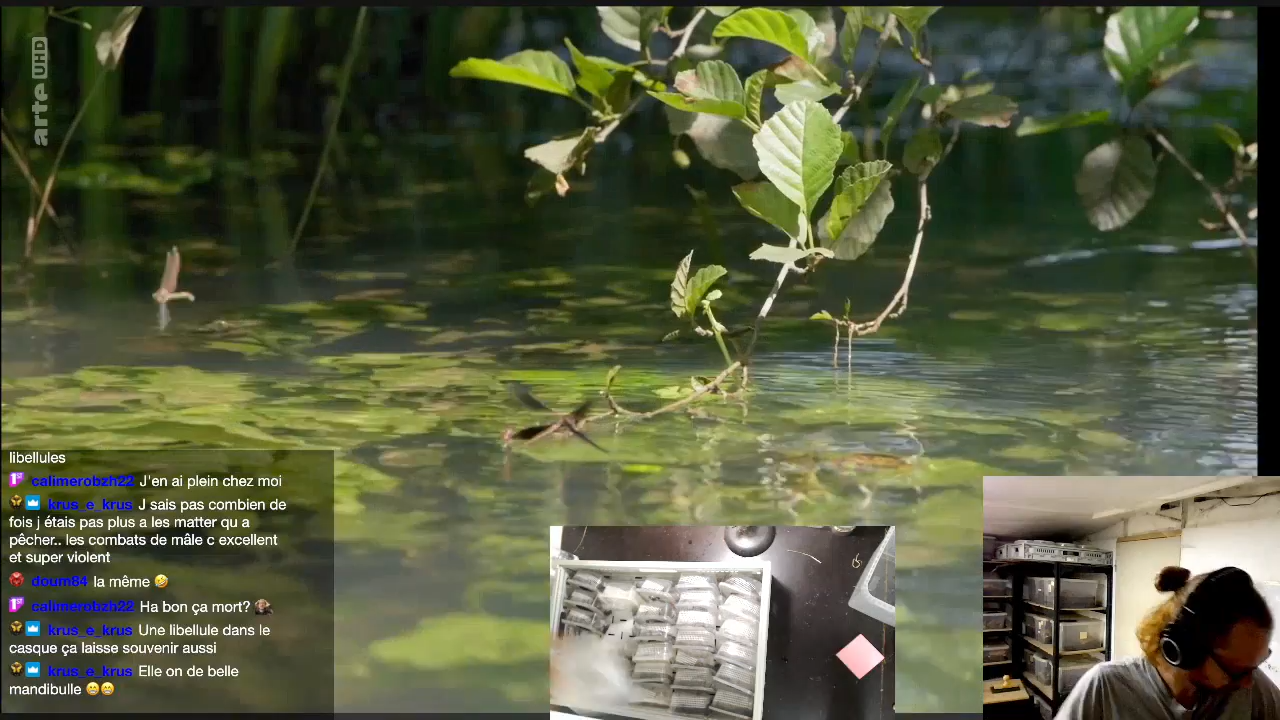 arte UHD
libellules
calimerobzh22 J'en ai plein chez moi
krus_e_krus J sais pas combien de
fois j étais pas plus a les matter qu a
pêcher.. les combats de mâle c excellent
et super violent
doum84 la même 🤣
calimerobzh22 Ha bon ça mort?
krus_e_krus Une libellule dans le
casque ça laisse souvenir aussi
krus_e_krus Elle on de belle
mandibulle 😁😁